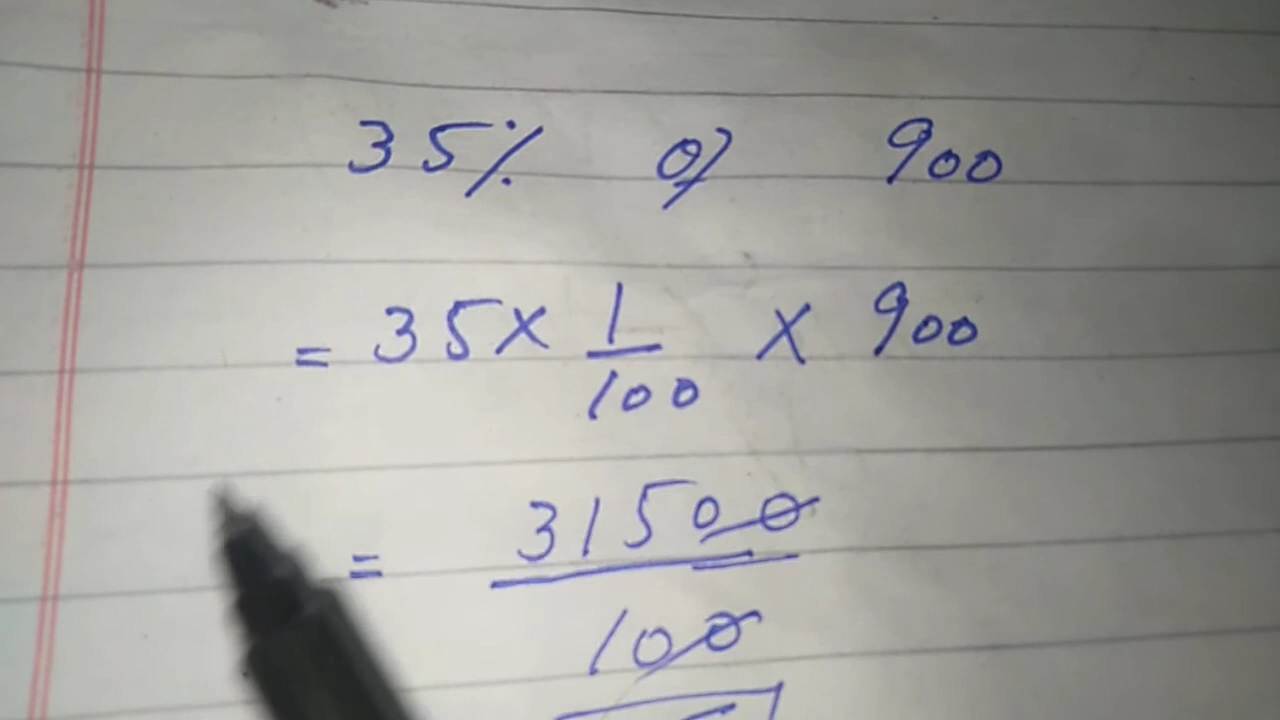 35% of 900
= 35 × 1/100 × 900
= 31500/100